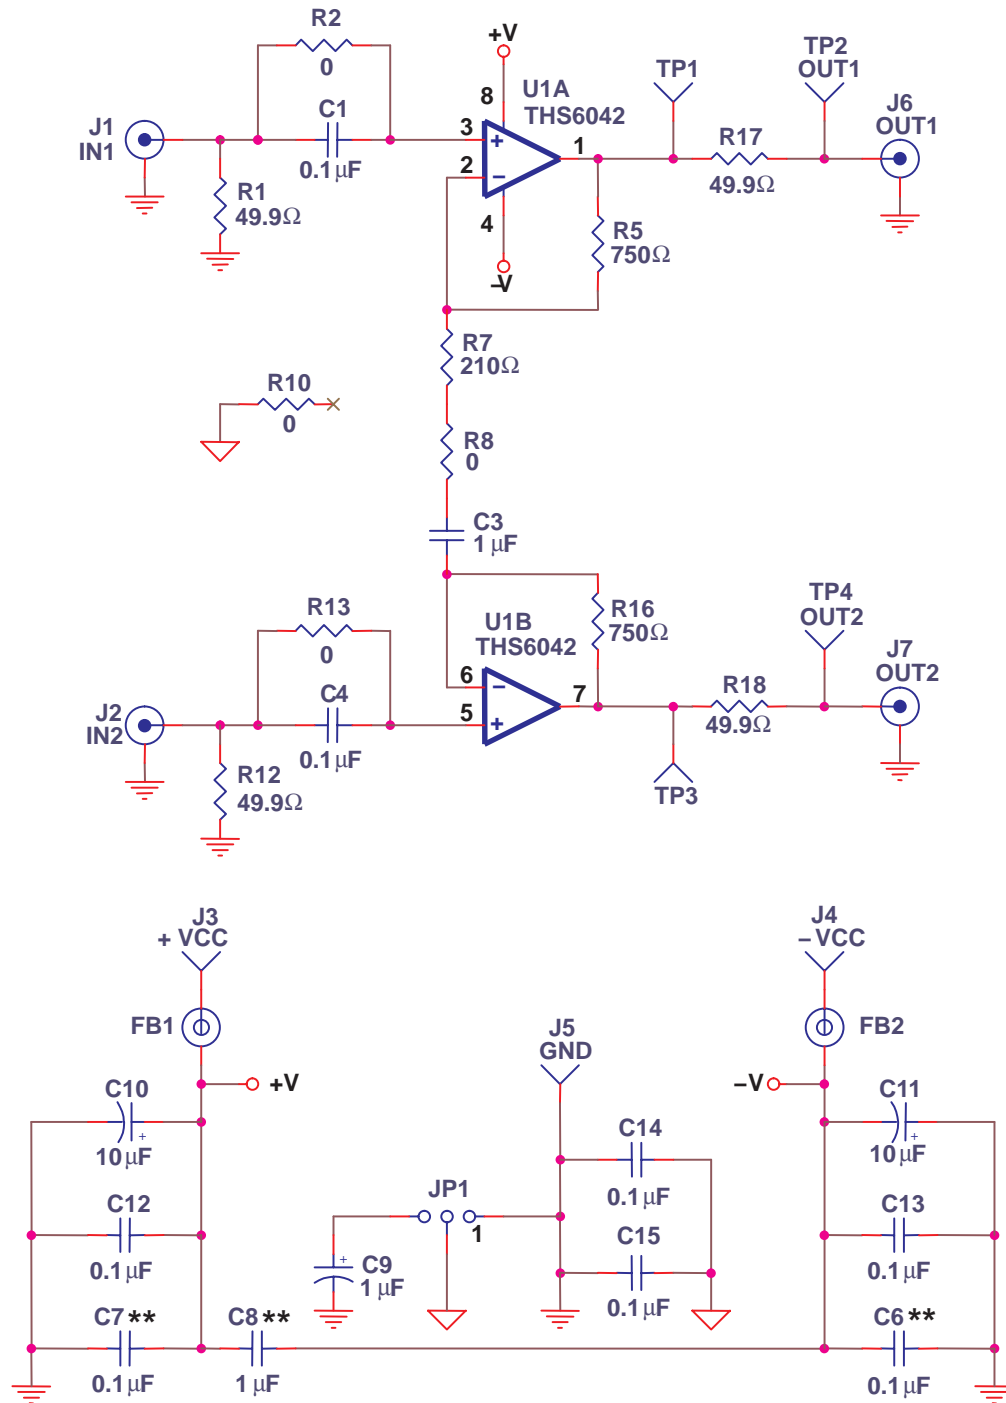 R2
0
C1
0.1 µF
J1
IN1
R1
49.9Ω
+V
8
U1A
THS6042
3
+
2
−
1
4
−V
TP1
TP2
OUT1
R17
49.9Ω
J6
OUT1
R5
750Ω
R7
210Ω
R10
0
R8
0
C3
1 µF
R13
0
C4
0.1 µF
J2
IN2
R12
49.9Ω
U1B
THS6042
6
−
5
+
7
R16
750Ω
TP4
OUT2
R18
49.9Ω
J7
OUT2
TP3
J3
+ VCC
FB1
+V
C10
+
10 µF
C12
0.1 µF
C7**
0.1 µF
C8**
1 µF
J5
GND
JP1
1
+
C9
1 µF
C14
0.1 µF
C15
0.1 µF
J4
− VCC
FB2
−V
C11
+
10 µF
C13
0.1 µF
C6**
0.1 µF